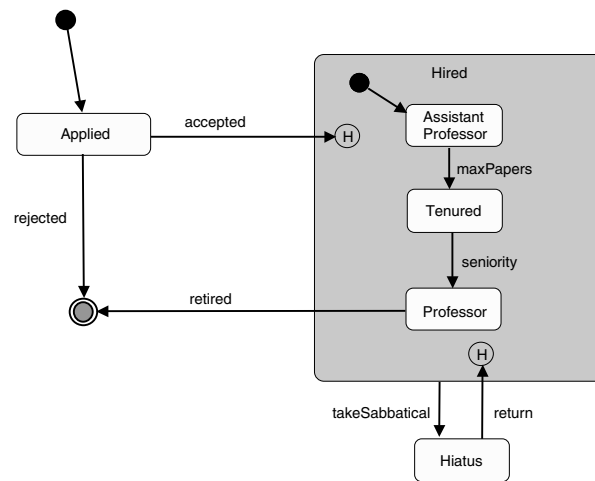 Hired
Applied
accepted
H
Assistant
Professor
maxPapers
rejected
Tenured
seniority
retired
Professor
H
takeSabbatical
return
Hiatus